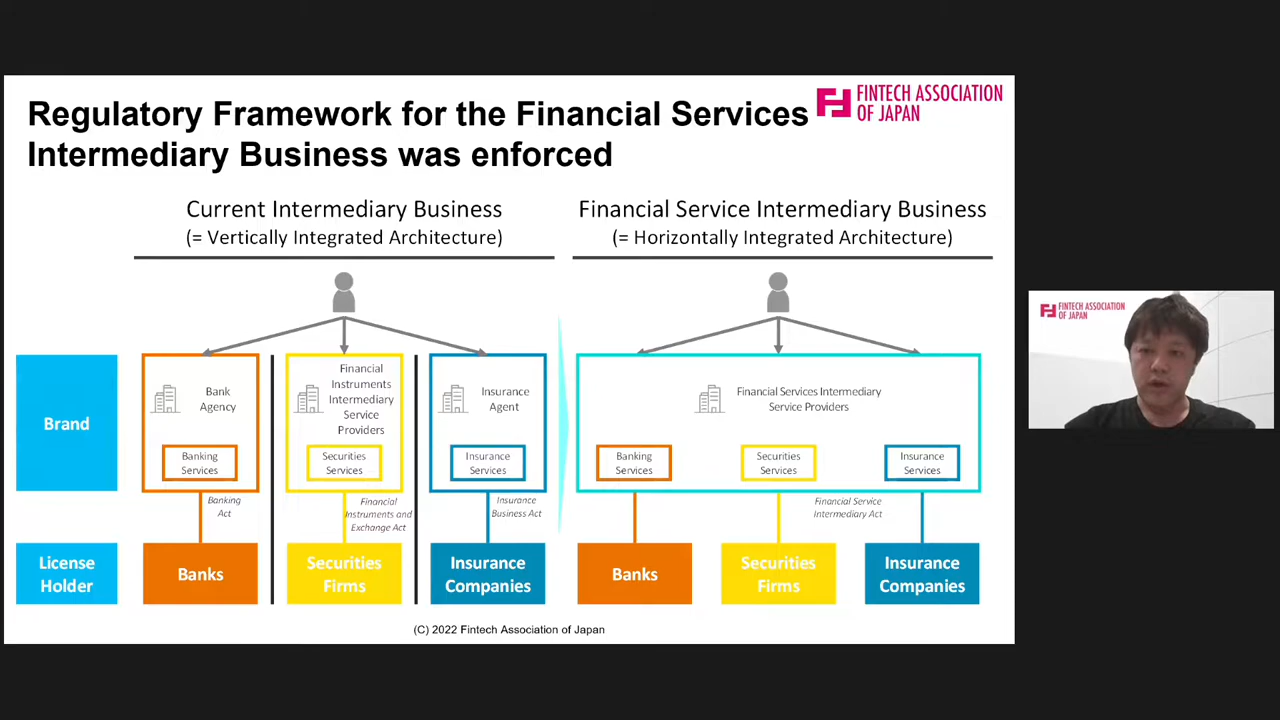 Regulatory Framework for the Financial Services
Intermediary Business was enforced
FINTECH ASSOCIATION
OF JAPAN
Current Intermediary Business
(= Vertically Integrated Architecture)
Financial Service Intermediary Business
(= Horizontally Integrated Architecture)
Brand
Bank
Agency
Banking
Services
Financial
Instruments
Intermediary
Service
Providers
Securities
Services
Insurance
Agent
Insurance
Services
Financial Services Intermediary
Service Providers
Banking
Services
Securities
Services
Insurance
Services
Banking
Act
Financial
Instruments and
Exchange Act
Insurance
Business Act
Financial Service
Intermediary Act
License
Holder
Banks
Securities
Firms
Insurance
Companies
Banks
Securities
Firms
Insurance
Companies
(C) 2022 Fintech Association of Japan
FINTECH ASSOCIATION
OF JAPAN